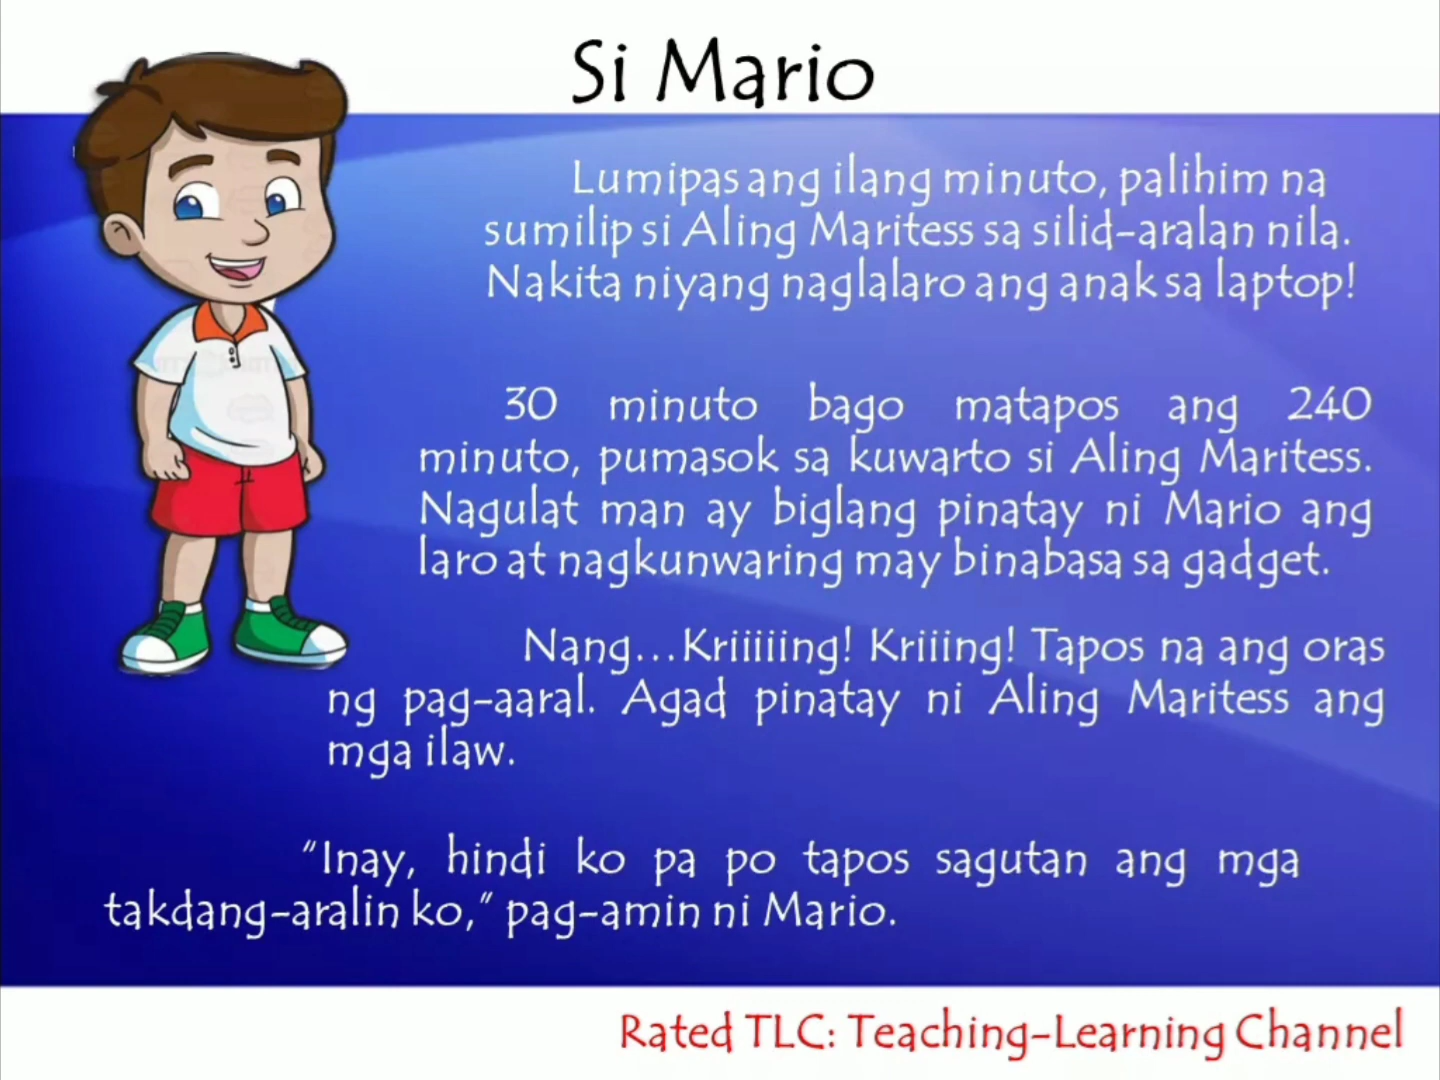 Si Mario
Lumipas ang ilang minuto, palihim na
sumilip si Aling Maritess sa silid-aralan nila.
Nakita niyang naglalaro ang anak sa laptop!
30 minuto bago matapos ang 240
minuto, pumasok sa kuwarto si Aling Maritess.
Nagulat man ay biglang pinatay ni Mario ang
laro at nagkunwaring may binabasa sa gadget.
Nang...Kriiiiing! Kriiing! Tapos na ang oras
ng pag-aaral. Agad pinatay ni Aling Maritess ang
mga ilaw.
"Inay, hindi ko pa po tapos sagutan ang mga
takdang-aralin ko," pag-amin ni Mario.
Rated TLC: Teaching-Learning Channel